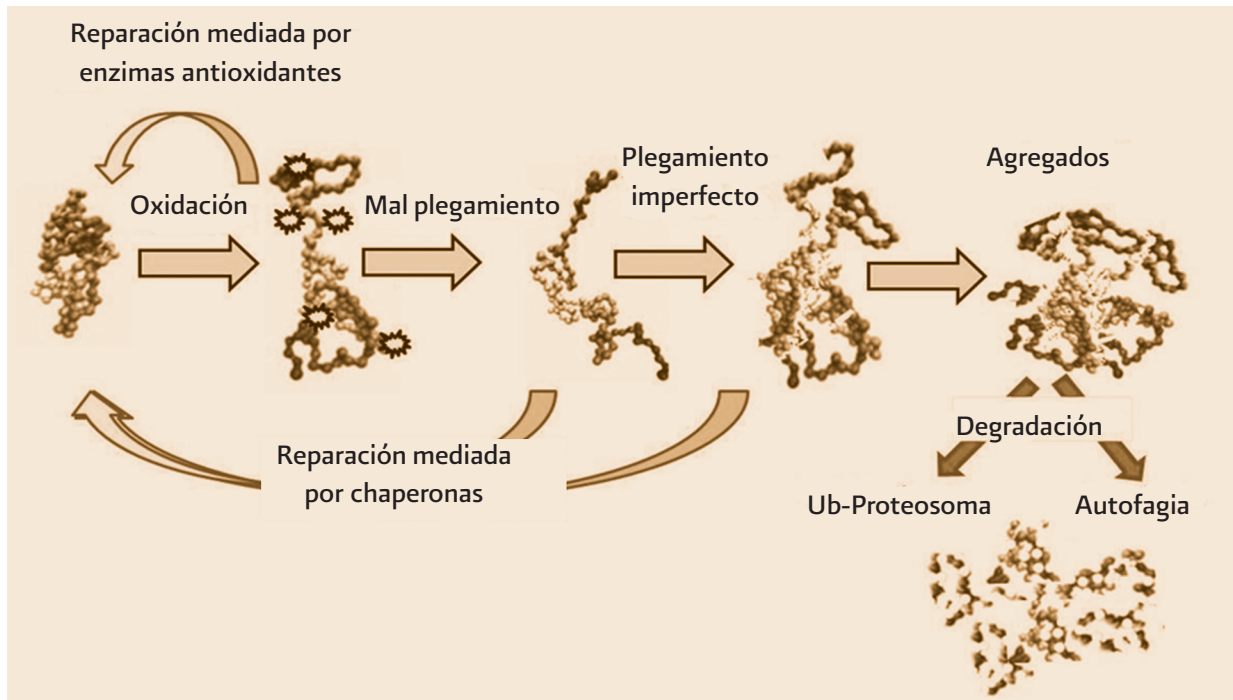 Reparación mediada por
enzimas antioxidantes
Oxidación
Mal plegamiento
Plegamiento
imperfecto
Agregados
Reparación mediada
por chaperonas
Degradación
Ub-Proteosoma
Autofagia